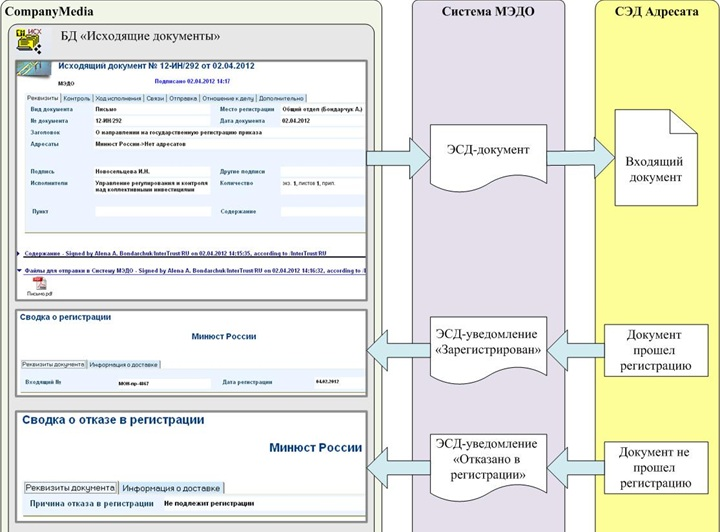 CompanyMedia
БД «Исходящие документы»
ИСХ
Исходящий документ № 12-ИН/292 от 02.04.2012
МЭДО
Подписано 02.04.2012 14:17
Реквизиты Контроль Ход исполнения Связи Отправка Отношение к делу Дополнительно
Вид документа Письмо Место регистрации Общий отдел (Бондарчук А.)
№ документа 12-ИН/292 Дата документа 02.04.2012
Заголовок О направлении на государственную регистрацию приказа
Адресаты Минюст России->Нет адресатов
Подпись Новосельцова И.Н. Другие подписи
Исполнители Управление регулирования и контроля Количество экз. 1, листов 1, прил.
над коллективными инвестициями
Пункт Содержание
Содержание - Signed by Alena A. Bondarchuk/InterTrust/RU on 02.04.2012 14:15:35, according to /InterTrust/RU
Файлы для отправки в Систему МЭДО - Signed by Alena A. Bondarchuk/InterTrust/RU on 02.04.2012 14:16:32, according to /I
Письмо.pdf
Сводка о регистрации
Минюст России
Реквизиты документа Информация о доставке
Входящий № МОН-пр-4867 Дата регистрации 04.02.2012
Сводка о отказе в регистрации
Минюст России
Реквизиты документа Информация о доставке
Причина отказа в регистрации Не подлежит регистрации
Система МЭДО
ЭСД-документ
ЭСД-уведомление
«Зарегистрирован»
ЭСД-уведомление
«Отказано в
регистрации»
СЭД Адресата
Входящий
документ
Документ
прошел
регистрацию
Документ не
прошел
регистрацию